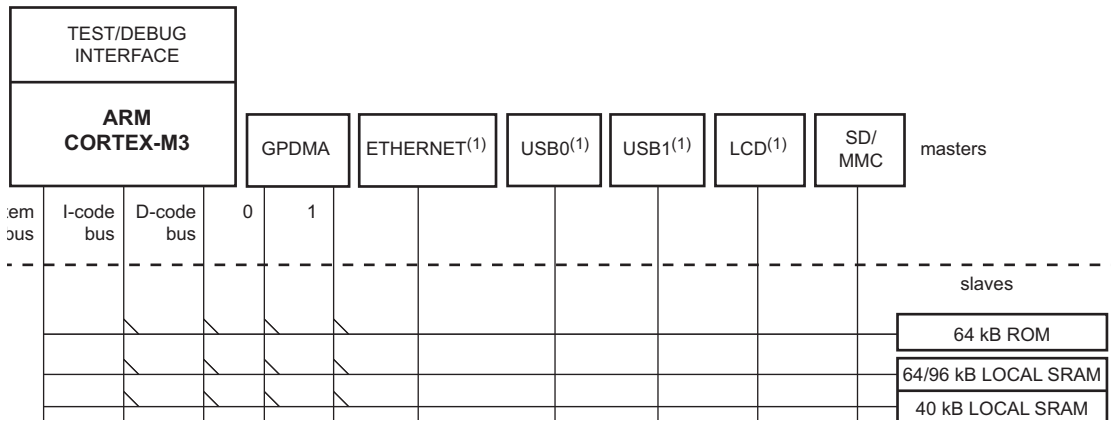 TEST/DEBUG
INTERFACE
ARM
CORTEX-M3
GPDMA
ETHERNET(1)
USB0(1)
USB1(1)
LCD(1)
SD/
MMC
masters
I-code
bus
D-code
bus
0
1
slaves
64 kB ROM
64/96 kB LOCAL SRAM
40 kB LOCAL SRAM